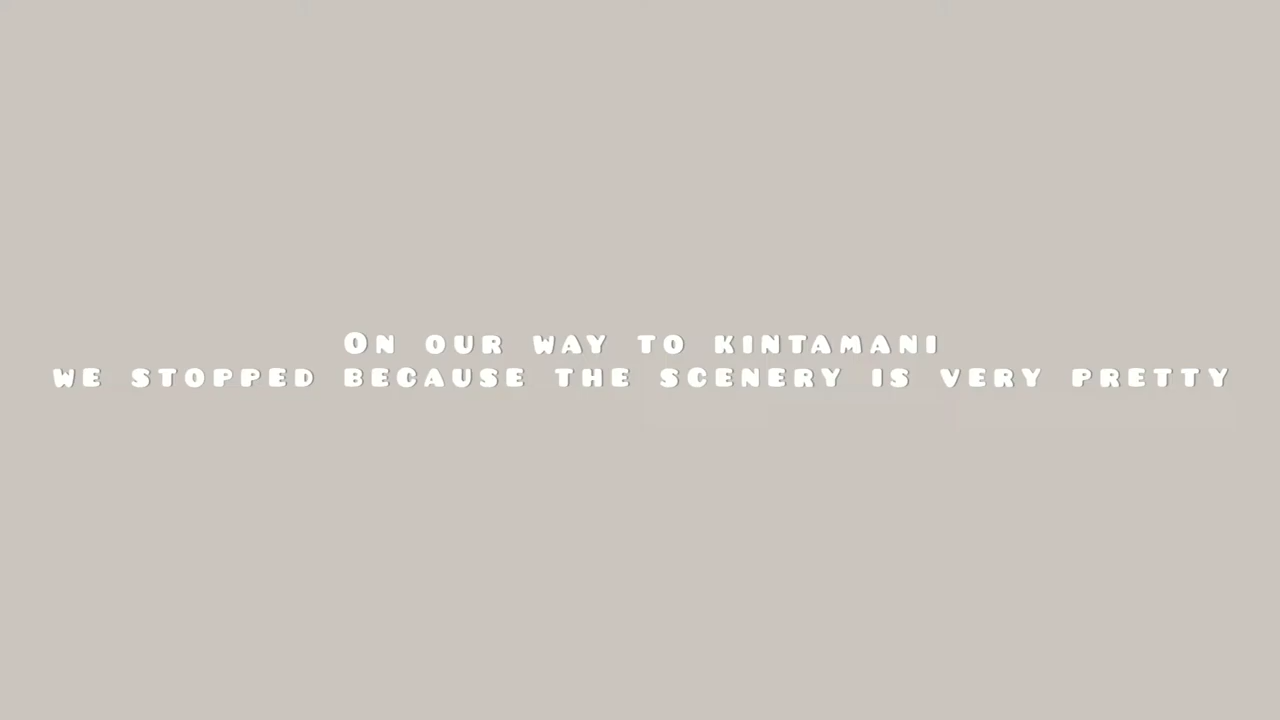 On our way to kintamani
we stopped because the scenery is very pretty